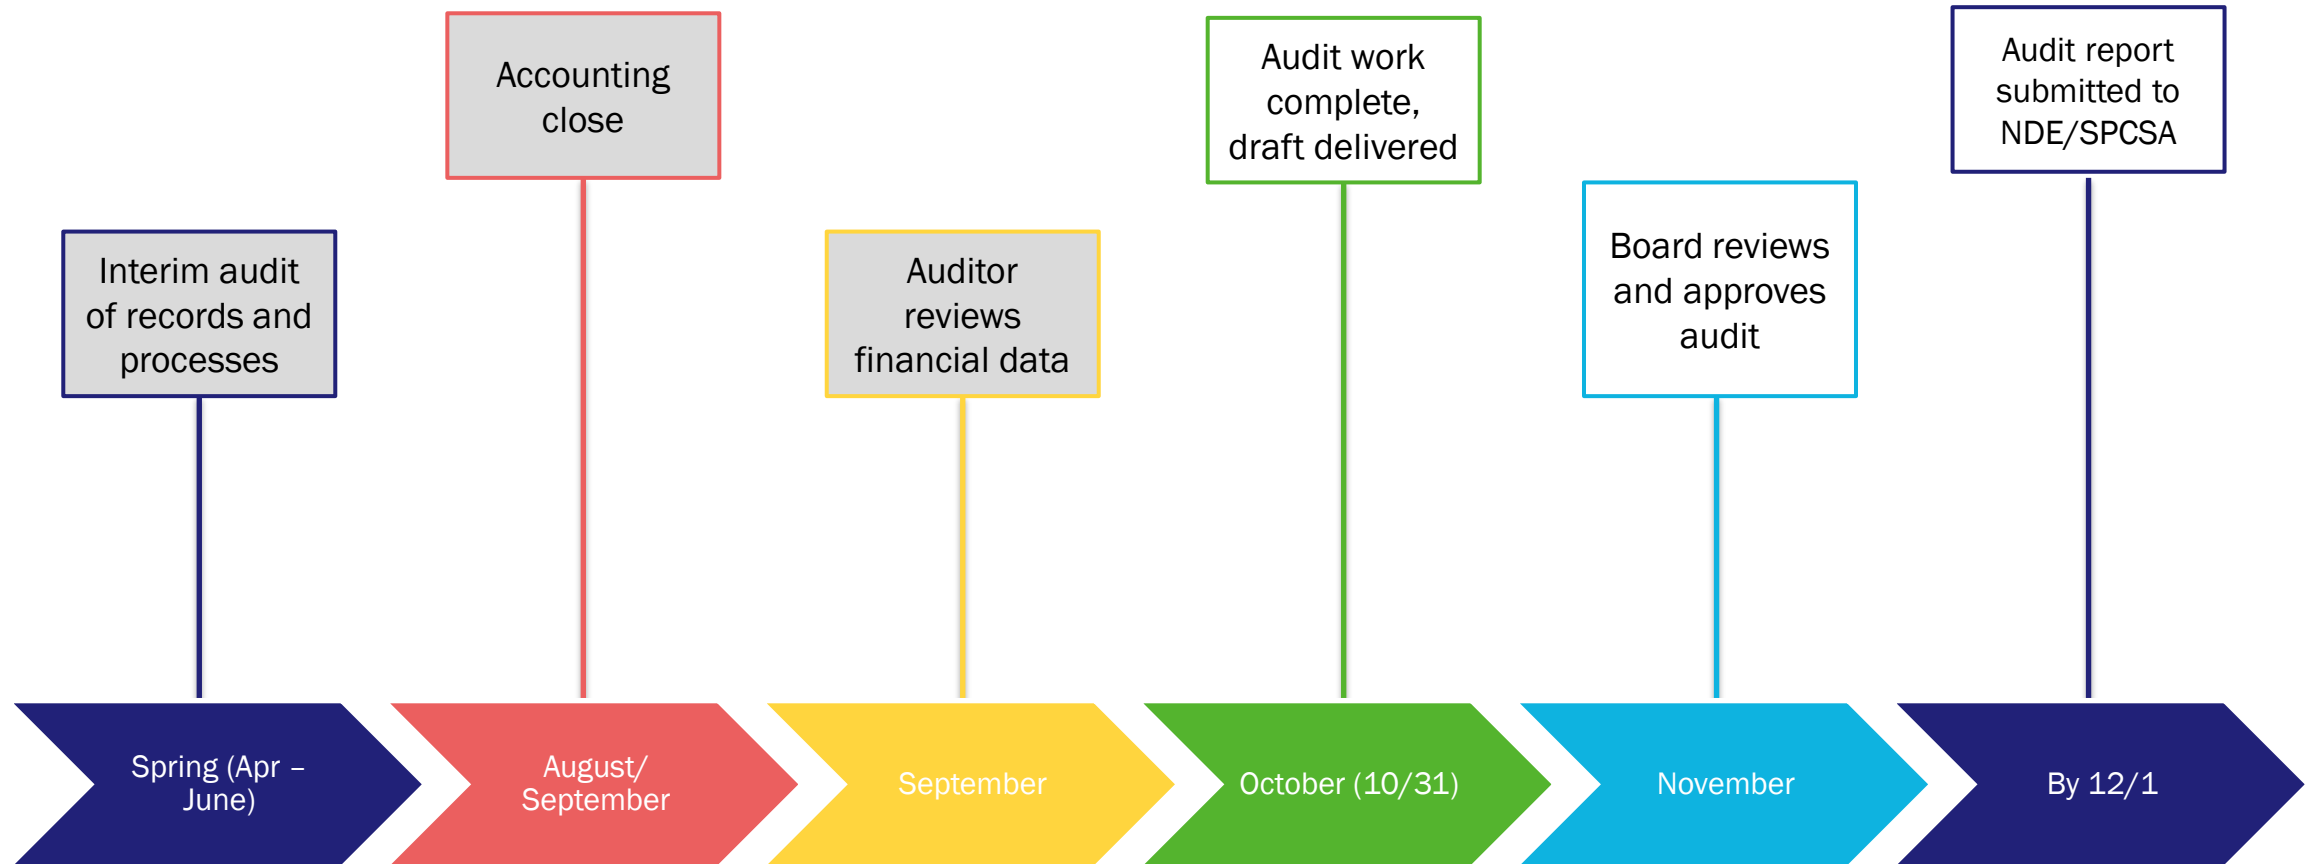 Interim audit
of records and
processes
Accounting
close
Auditor
reviews
financial data
Audit work
complete,
draft delivered
Board reviews
and approves
audit
Audit report
submitted to
NDE/SPCSA
Spring (Apr –
June)
August/
September
September
October (10/31)
November
By 12/1